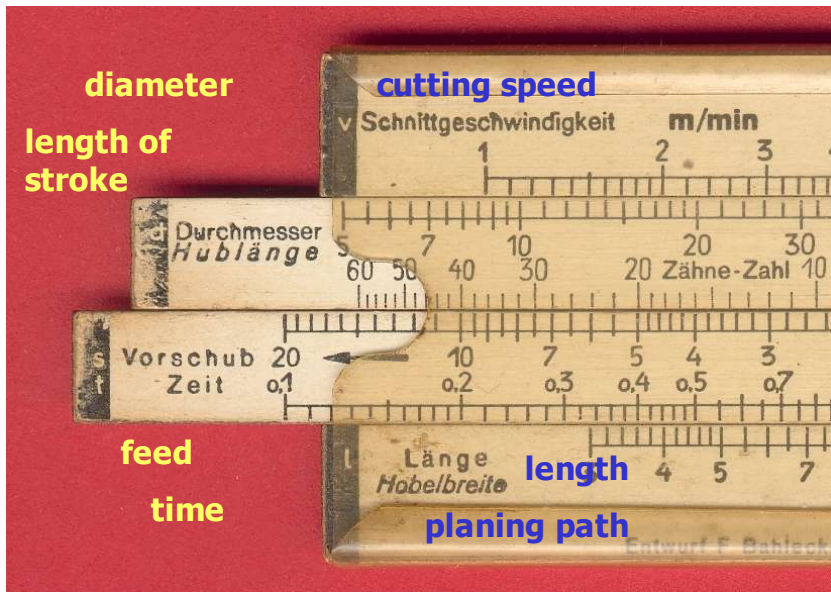 diameter
cutting speed
v Schnittgeschwindigkeit m/min
1 2 3
length of
stroke
Durchmesser
Hublänge
5 7 10 20 30
60 50 40 30 20 Zähne-Zahl 10
s Vorschub 20 10 7 5 4 3
t Zeit 0,1 0,2 0,3 0,4 0,5 0,7
feed
time
l Länge
Hobelbreite
length
3 4 5 7
planing path
Entwurf F